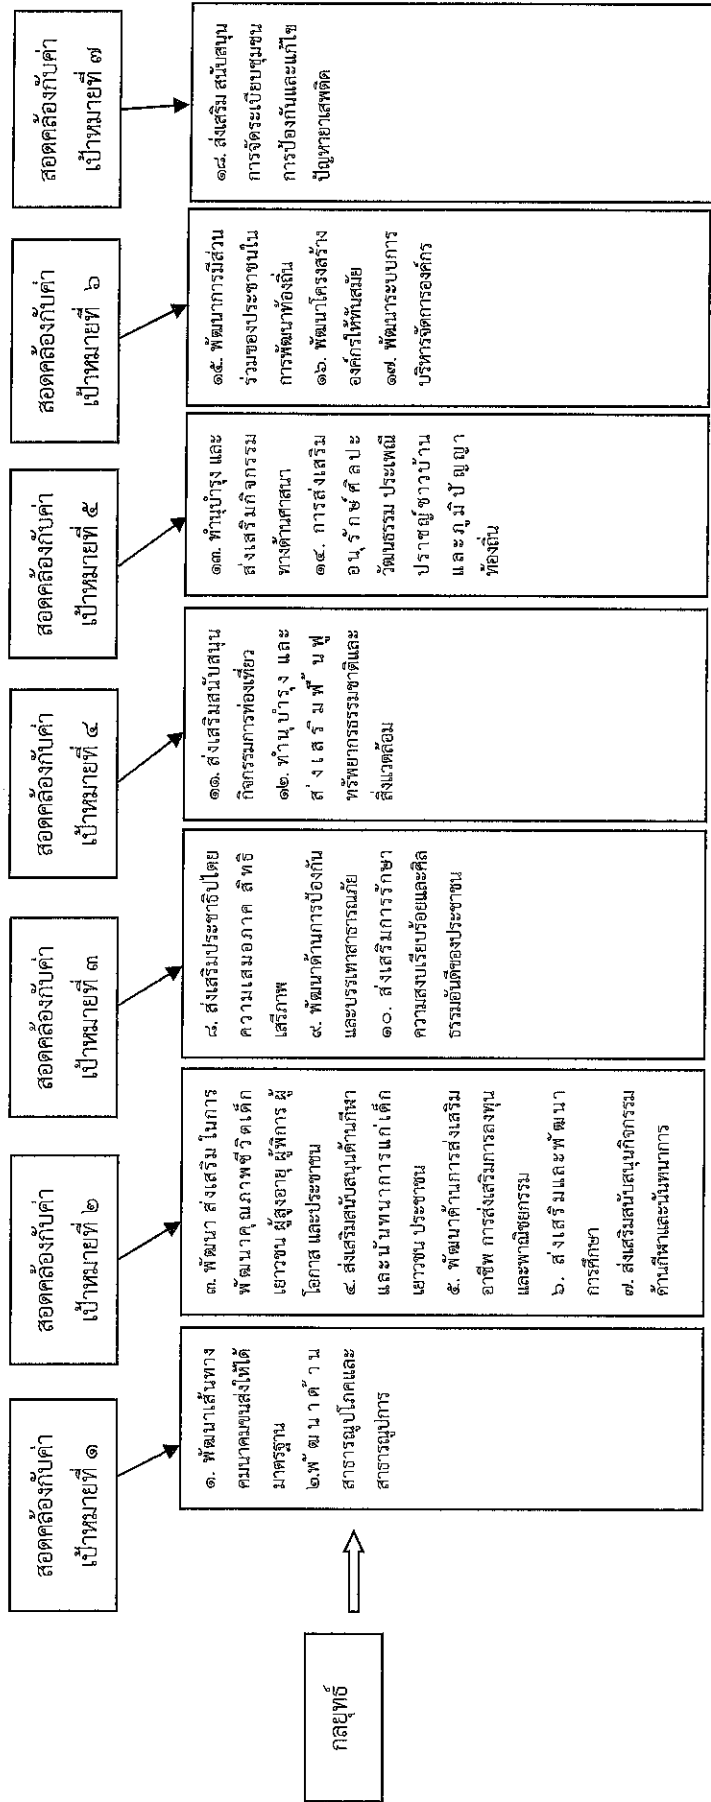 สอดคล้องกับค่า
เป้าหมายที่ ๑
สอดคล้องกับค่า
เป้าหมายที่ ๒
สอดคล้องกับค่า
เป้าหมายที่ ๓
สอดคล้องกับค่า
เป้าหมายที่ ๔
สอดคล้องกับค่า
เป้าหมายที่ ๕
สอดคล้องกับค่า
เป้าหมายที่ ๖
สอดคล้องกับค่า
เป้าหมายที่ ๗
กลยุทธ์
๑. พัฒนาเส้นทาง
คมนาคมขนส่งให้ได้
มาตรฐาน
๒.พัฒนาด้าน
สาธารณูปโภคและ
สาธารณูปการ
๓. พัฒนา ส่งเสริม ในการ
พัฒนาคุณภาพชีวิตเด็ก
เยาวชน ผู้สูงอายุ ผู้พิการ ผู้
โอกาส และประชาชน
๔. ส่งเสริมสนับสนุนด้านกีฬา
และนันทนาการแก่เด็ก
เยาวชน ประชาชน
๕. พัฒนาด้านการส่งเสริม
อาชีพ การส่งเสริมการลงทุน
และพาณิชยกรรม
๖. ส่งเสริมและพัฒนา
การศึกษา
๗. ส่งเสริมสนับสนุนกิจกรรม
ด้านกีฬาและนันทนาการ
๘. ส่งเสริมประชาธิปไตย
ความเสมอภาค สิทธิ
เสรีภาพ
๙. พัฒนาด้านการป้องกัน
และบรรเทาสาธารณภัย
๑๐. ส่งเสริมการรักษา
ความสงบเรียบร้อยและศีล
ธรรมอันดีของประชาชน
๑๑. ส่งเสริมสนับสนุน
กิจกรรมการท่องเที่ยว
๑๒. ทำนุบำรุง และ
ส่งเสริมฟื้นฟู
ทรัพยากรธรรมชาติและ
สิ่งแวดล้อม
๑๓. ทำนุบำรุง และ
ส่งเสริมกิจกรรม
ทางด้านศาสนา
๑๔. การส่งเสริม
อนุรักษ์ศิลปะ
วัฒนธรรม ประเพณี
ปราชญ์ชาวบ้าน
และภูมิปัญญา
ท้องถิ่น
๑๕. พัฒนาการมีส่วน
ร่วมของประชาชนใน
การพัฒนาท้องถิ่น
๑๖. พัฒนาโครงสร้าง
องค์กรให้ทันสมัย
๑๗. พัฒนาระบบการ
บริหารจัดการองค์กร
๑๘. ส่งเสริม สนับสนุน
การจัดระเบียบชุมชน
การป้องกันและแก้ไข
ปัญหายาเสพติด